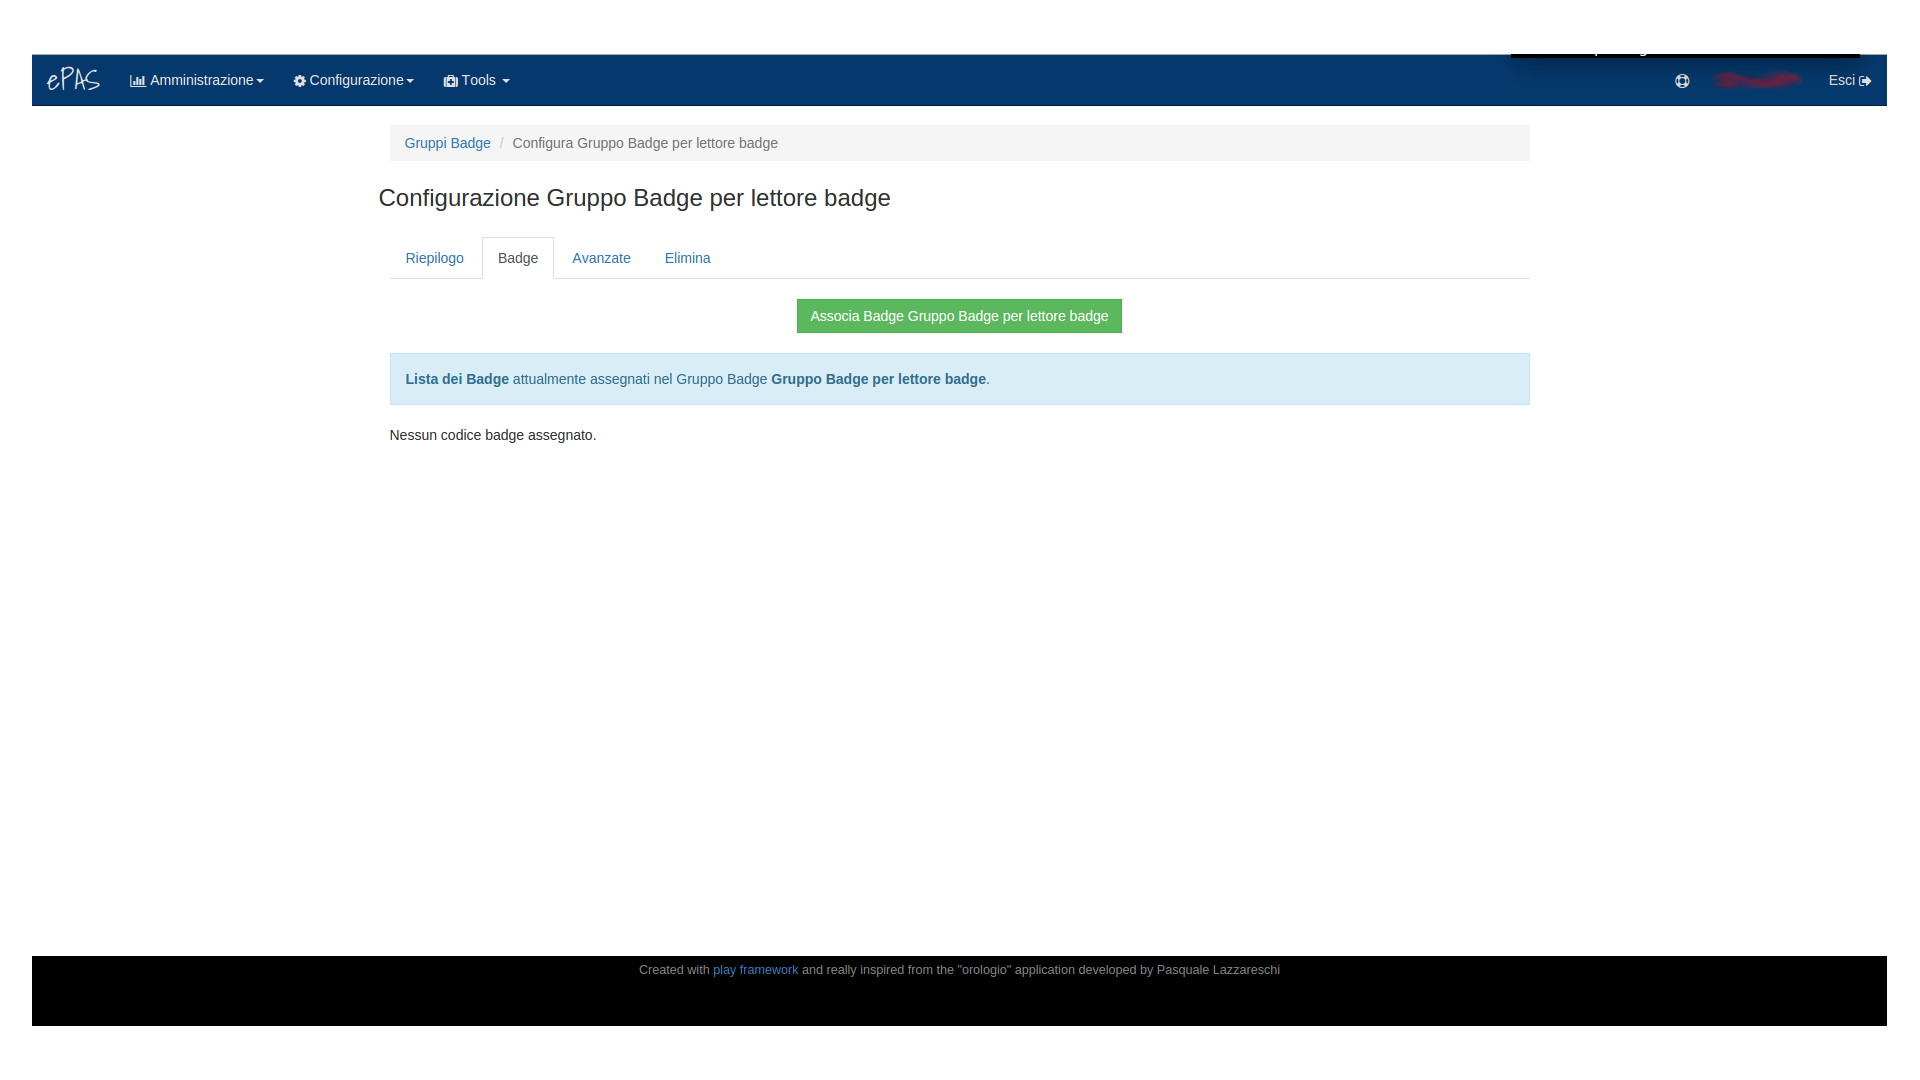 ePAS Amministrazione Configurazione Tools Esci
Gruppi Badge / Configura Gruppo Badge per lettore badge
Configurazione Gruppo Badge per lettore badge
Riepilogo Badge Avanzate Elimina
Associa Badge Gruppo Badge per lettore badge
Lista dei Badge attualmente assegnati nel Gruppo Badge Gruppo Badge per lettore badge.
Nessun codice badge assegnato.
Created with play framework and really inspired from the "orologio" application developed by Pasquale Lazzareschi